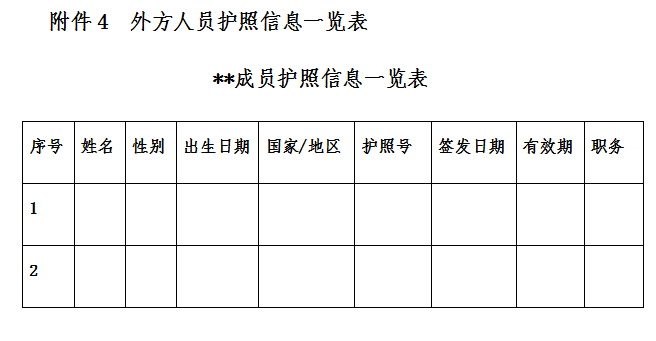 附件4 外方人员护照信息一览表
**成员护照信息一览表
序号 姓名 性别 出生日期 国家/地区 护照号 签发日期 有效期 职务
1
2